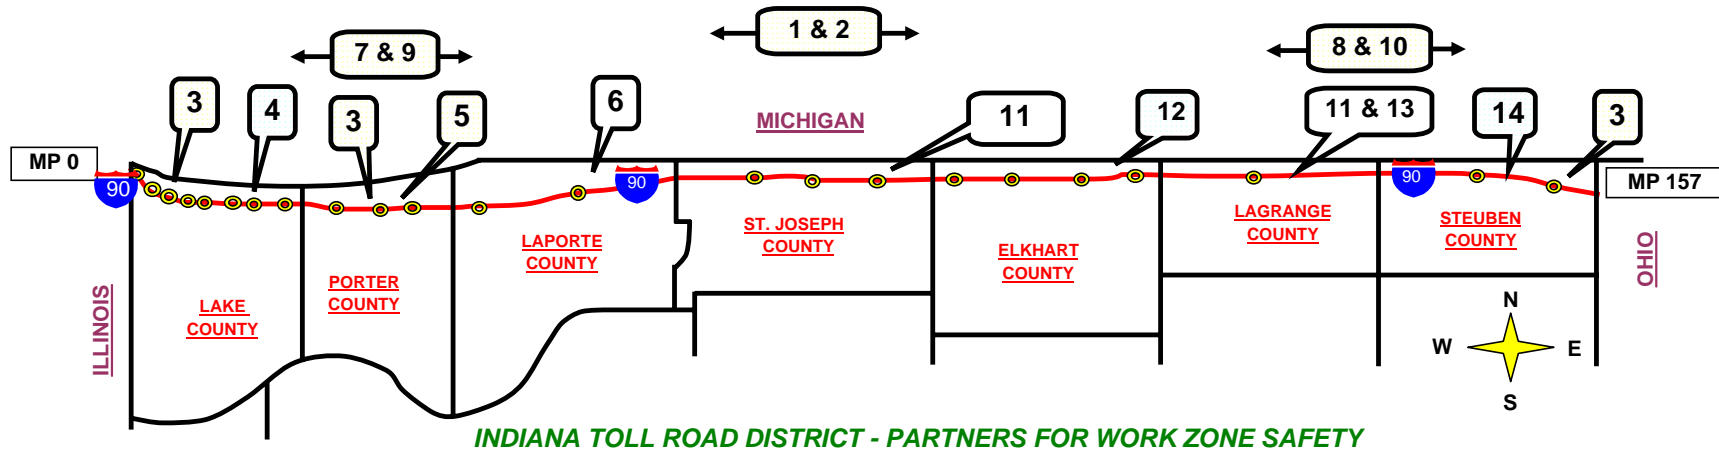 1 & 2
7 & 9
8 & 10
3
4
3
5
6
MICHIGAN
11
12
11 & 13
14
3
MP 0
90
90
90
MP 157
ST. JOSEPH
COUNTY
LAGRANGE
COUNTY
STEUBEN
COUNTY
LAPORTE
COUNTY
ELKHART
COUNTY
PORTER
COUNTY
LAKE
COUNTY
ILLINOIS
OHIO
N
W
E
S
INDIANA TOLL ROAD DISTRICT - PARTNERS FOR WORK ZONE SAFETY